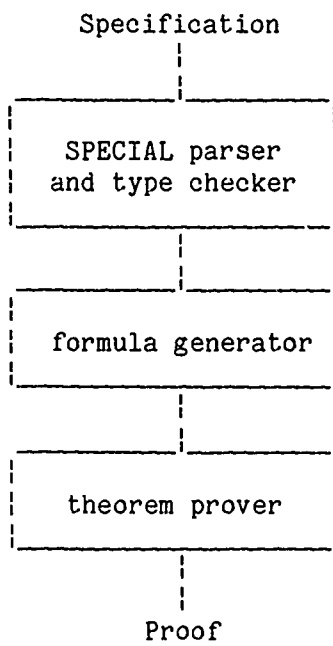 Specification
SPECIAL parser
and type checker
formula generator
theorem prover
Proof